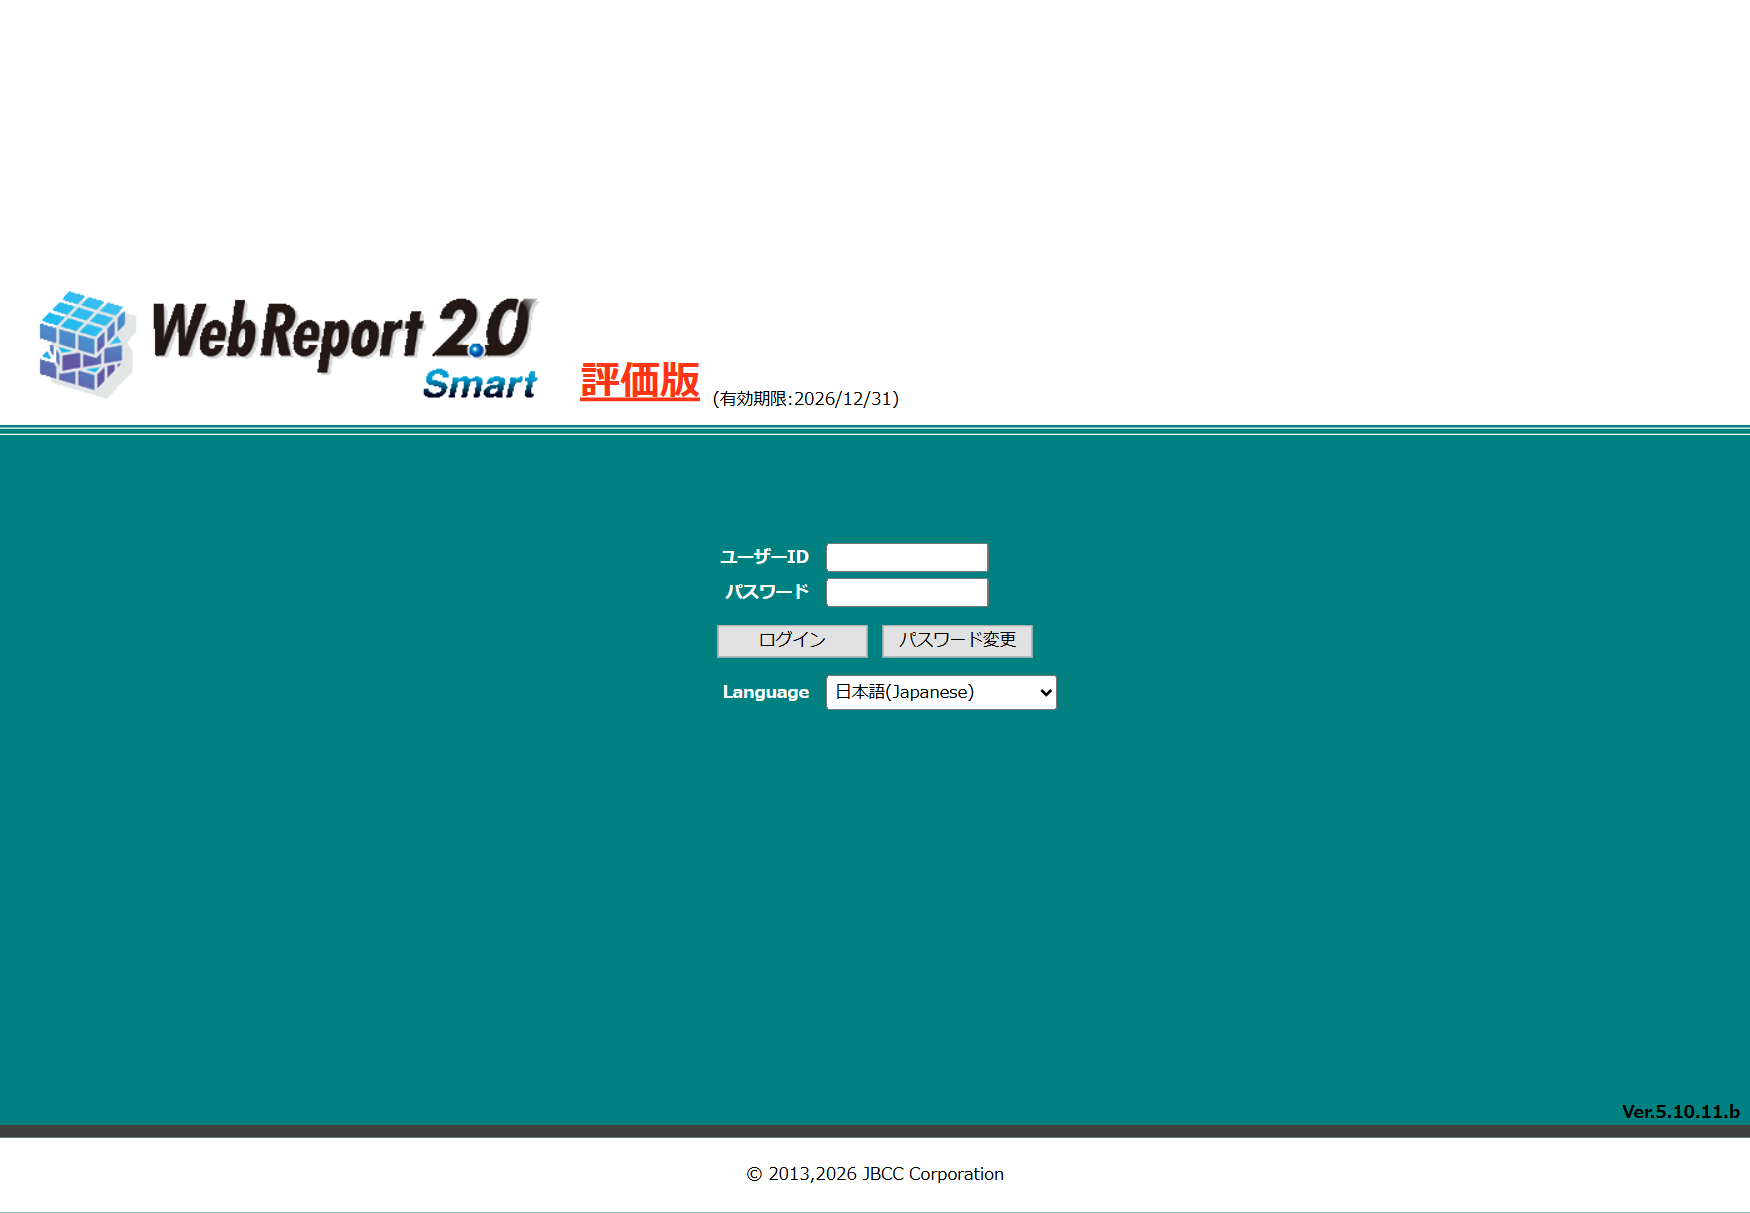 WebReport 2.0
Smart
評価版 (有効期限:2026/12/31)
ユーザーID
パスワード
ログイン パスワード変更
Language 日本語(Japanese)
Ver.5.10.11.b
© 2013,2026 JBCC Corporation